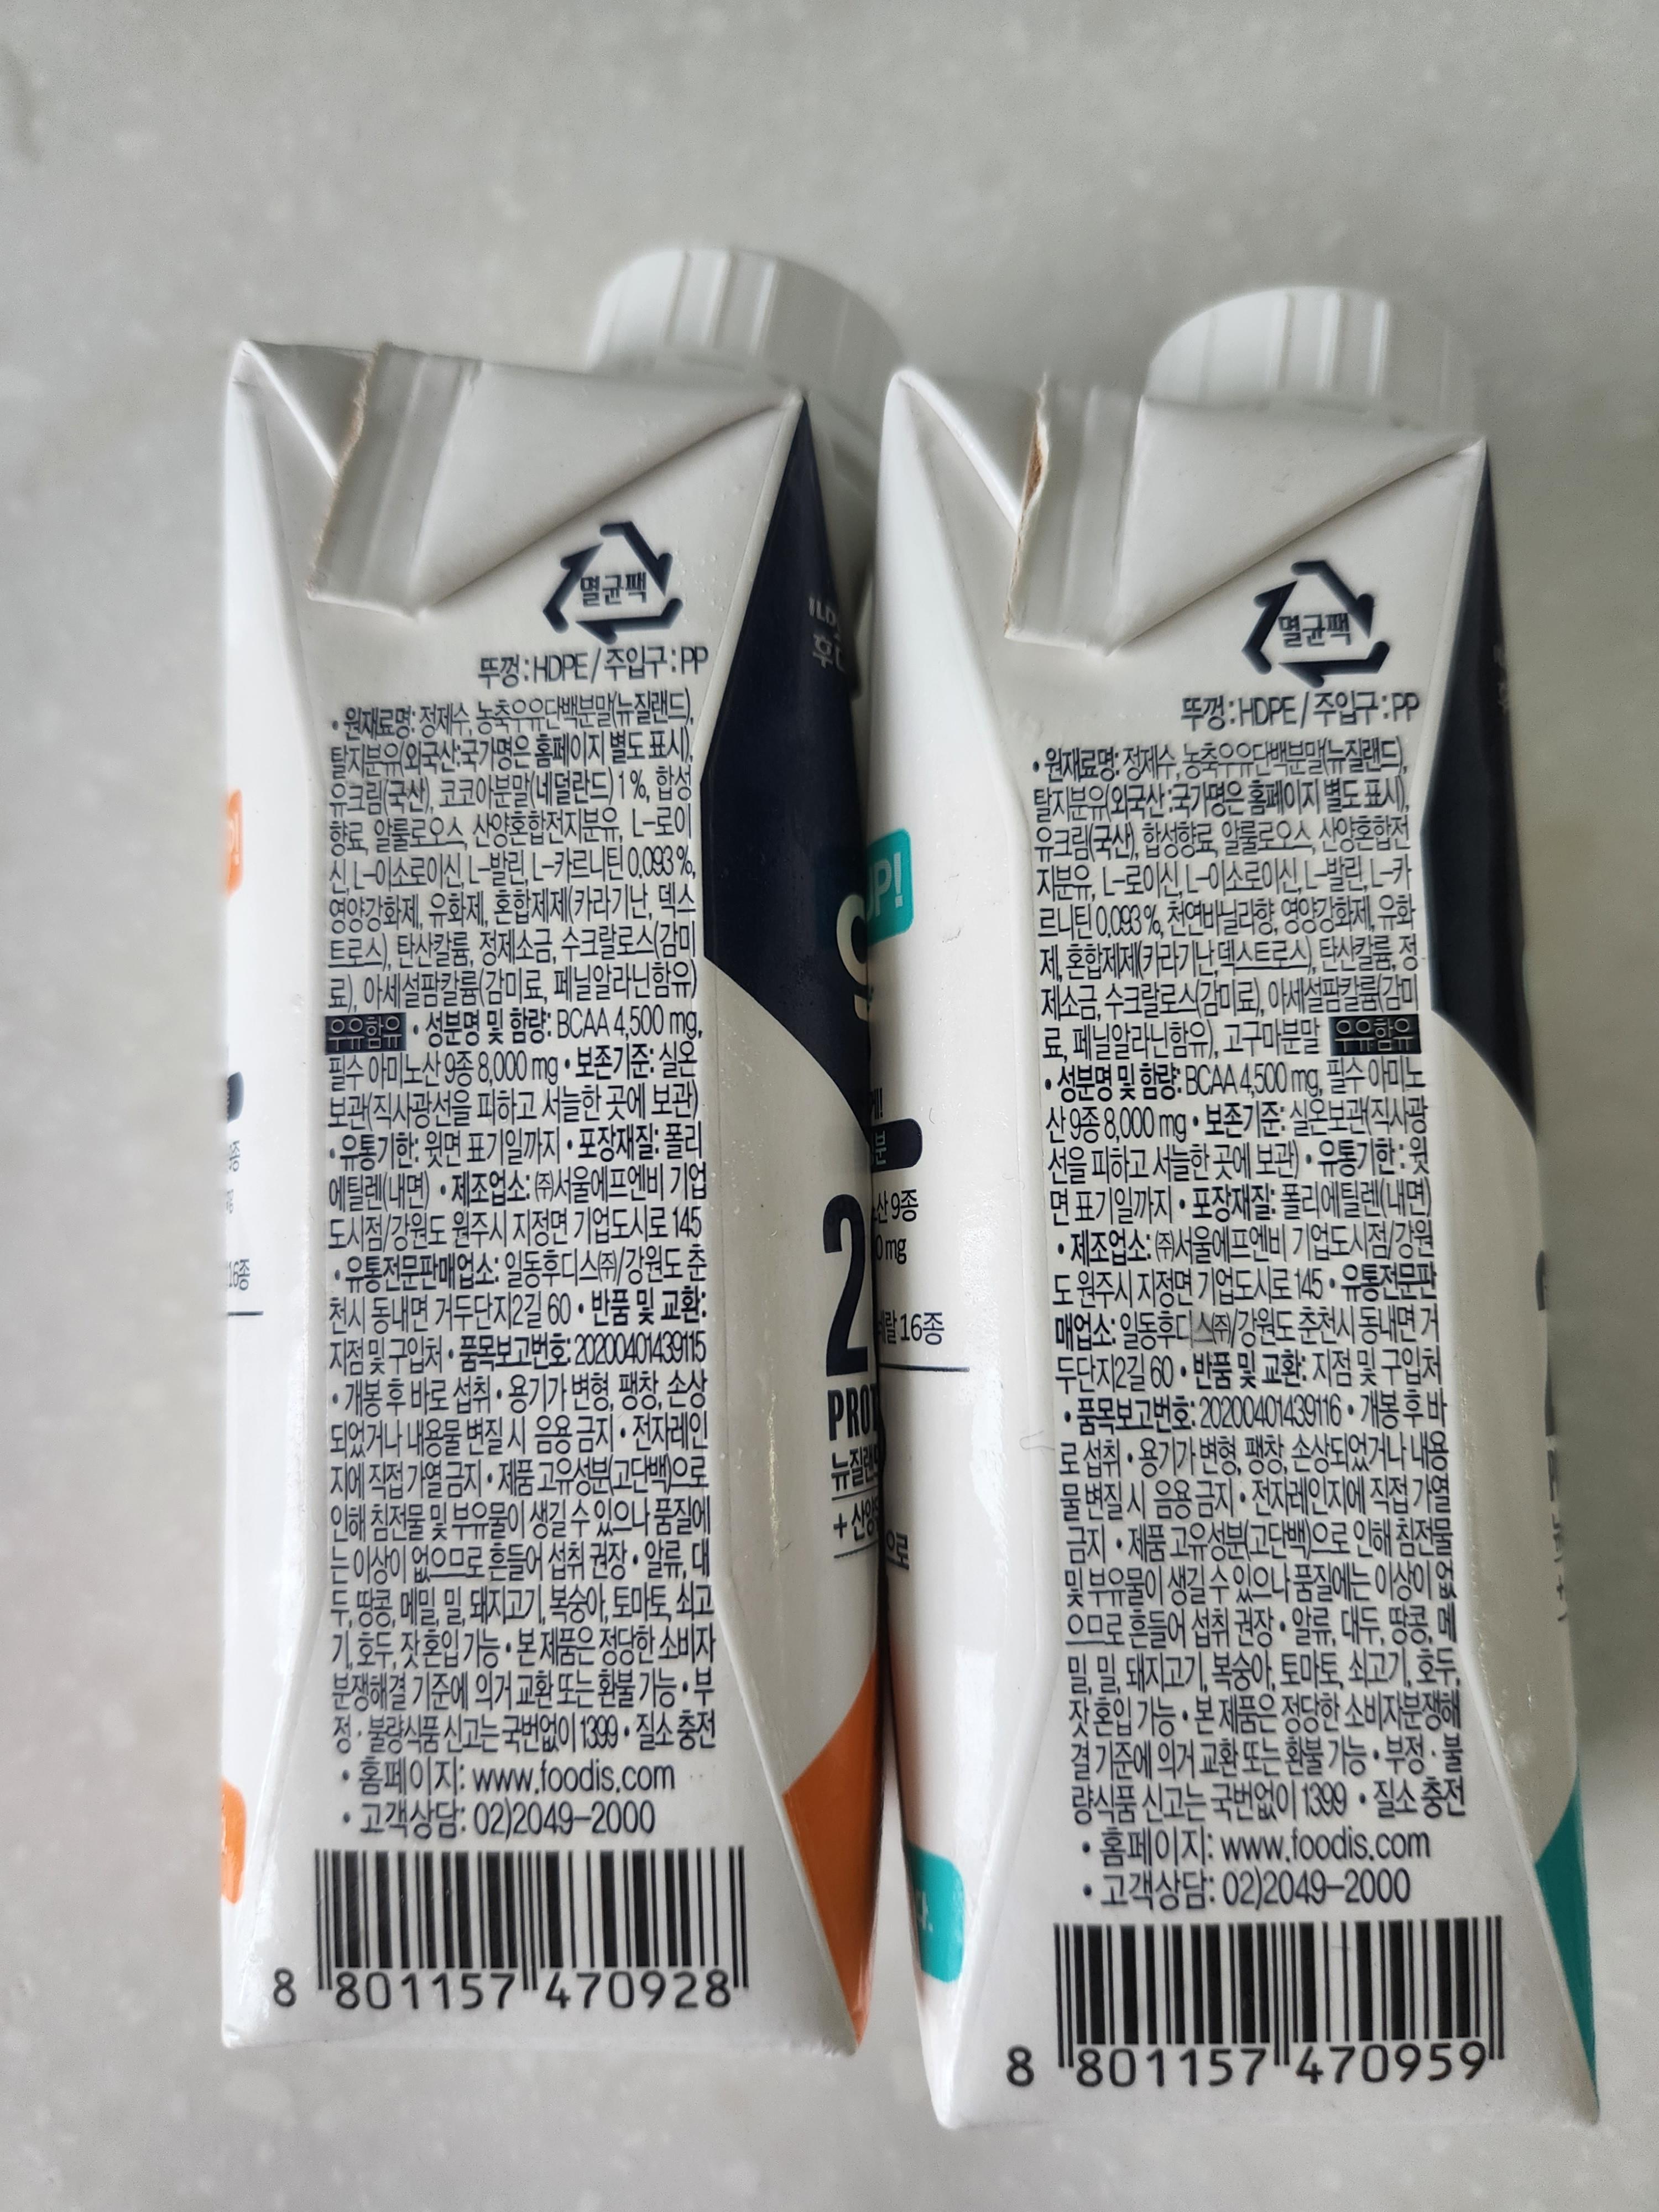 멸균팩
뚜껑:HDPE / 주입구:PP
• 원재료명: 정제수, 농축우유단백분말(뉴질랜드),
탈지분유(외국산:국가명은 홈페이지 별도 표시),
유크림(국산), 코코아분말(네덜란드) 1%, 합성
향료, 알룰로오스, 산양혼합전지분유, L-로이
신, L-이소로이신, L-발린, L-카르니틴 0.093%,
영양강화제, 유화제, 혼합제제(카라기난, 덱스
트로스), 탄산칼륨, 정제소금, 수크랄로스(감미
료), 아세설팜칼륨(감미료, 페닐알라닌함유)
우유함유 • 성분명 및 함량: BCAA 4,500 mg,
필수 아미노산 9종 8,000 mg • 보존기준: 실온
보관(직사광선을 피하고 서늘한 곳에 보관)
• 유통기한: 윗면 표기일까지 • 포장재질: 폴리
에틸렌(내면) • 제조업소: ㈜서울에프엔비 기업
도시점/강원도 원주시 지정면 기업도시로 145
• 유통전문판매업소: 일동후디스㈜/강원도 춘
천시 동내면 거두단지2길 60 • 반품 및 교환:
지점 및 구입처 • 품목보고번호: 20200401439115
• 개봉 후 바로 섭취 • 용기가 변형, 팽창, 손상
되었거나 내용물 변질 시 음용 금지 • 전자레인
지에 직접 가열 금지 • 제품 고유성분(고단백)으로
인해 침전물 및 부유물이 생길 수 있으나 품질에
는 이상이 없으므로 흔들어 섭취 권장 • 알류, 대
두, 땅콩, 메밀, 밀, 돼지고기, 복숭아, 토마토, 쇠고
기, 호두, 잣 혼입 가능 • 본 제품은 정당한 소비자
분쟁해결 기준에 의거 교환 또는 환불 가능 • 부
정 · 불량식품 신고는 국번없이 1399 • 질소 충전
• 홈페이지: www.foodis.com
• 고객상담: 02)2049-2000
8 801157 470928
16종
2
PROT
뉴질랜
+ 산양
UP!
분
산 9종
0 mg
16종
으로
멸균팩
뚜껑:HDPE / 주입구:PP
• 원재료명: 정제수, 농축우유단백분말(뉴질랜드),
탈지분유(외국산:국가명은 홈페이지 별도 표시),
유크림(국산), 합성향료, 알룰로오스, 산양혼합전
지분유, L-로이신, L-이소로이신, L-발린, L-카
르니틴 0.093%, 천연바닐라향, 영양강화제, 유화
제, 혼합제제(카라기난,덱스트로스), 탄산칼륨, 정
제소금, 수크랄로스(감미료), 아세설팜칼륨(감미
료, 페닐알라닌함유), 고구마분말 우유함유
• 성분명 및 함량: BCAA 4,500 mg, 필수 아미노
산 9종 8,000 mg • 보존기준: 실온보관(직사광
선을 피하고 서늘한 곳에 보관) • 유통기한: 윗
면 표기일까지 • 포장재질: 폴리에틸렌(내면)
• 제조업소: ㈜서울에프엔비 기업도시점/강원
도 원주시 지정면 기업도시로 145 • 유통전문판
매업소: 일동후디스㈜/강원도 춘천시 동내면 거
두단지2길 60 • 반품 및 교환: 지점 및 구입처
• 품목보고번호: 20200401439116 • 개봉 후 바
로 섭취 • 용기가 변형, 팽창, 손상되었거나 내용
물 변질 시 음용 금지 • 전자레인지에 직접 가열
금지 • 제품 고유성분(고단백)으로 인해 침전물
및 부유물이 생길 수 있으나 품질에는 이상이 없
으므로 흔들어 섭취 권장 • 알류, 대두, 땅콩, 메
밀, 밀, 돼지고기, 복숭아, 토마토, 쇠고기, 호두,
잣 혼입 가능 • 본 제품은 정당한 소비자분쟁해
결 기준에 의거 교환 또는 환불 가능 • 부정 · 불
량식품 신고는 국번없이 1399 • 질소 충전
• 홈페이지: www.foodis.com
• 고객상담: 02)2049-2000
8 801157 470959